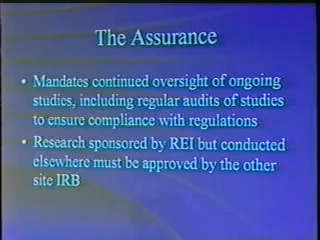 The Assurance
• Mandates continued oversight of ongoing
studies, including regular audits of studies
to ensure compliance with regulations
• Research sponsored by REI but conducted
elsewhere must be approved by the other
site IRB